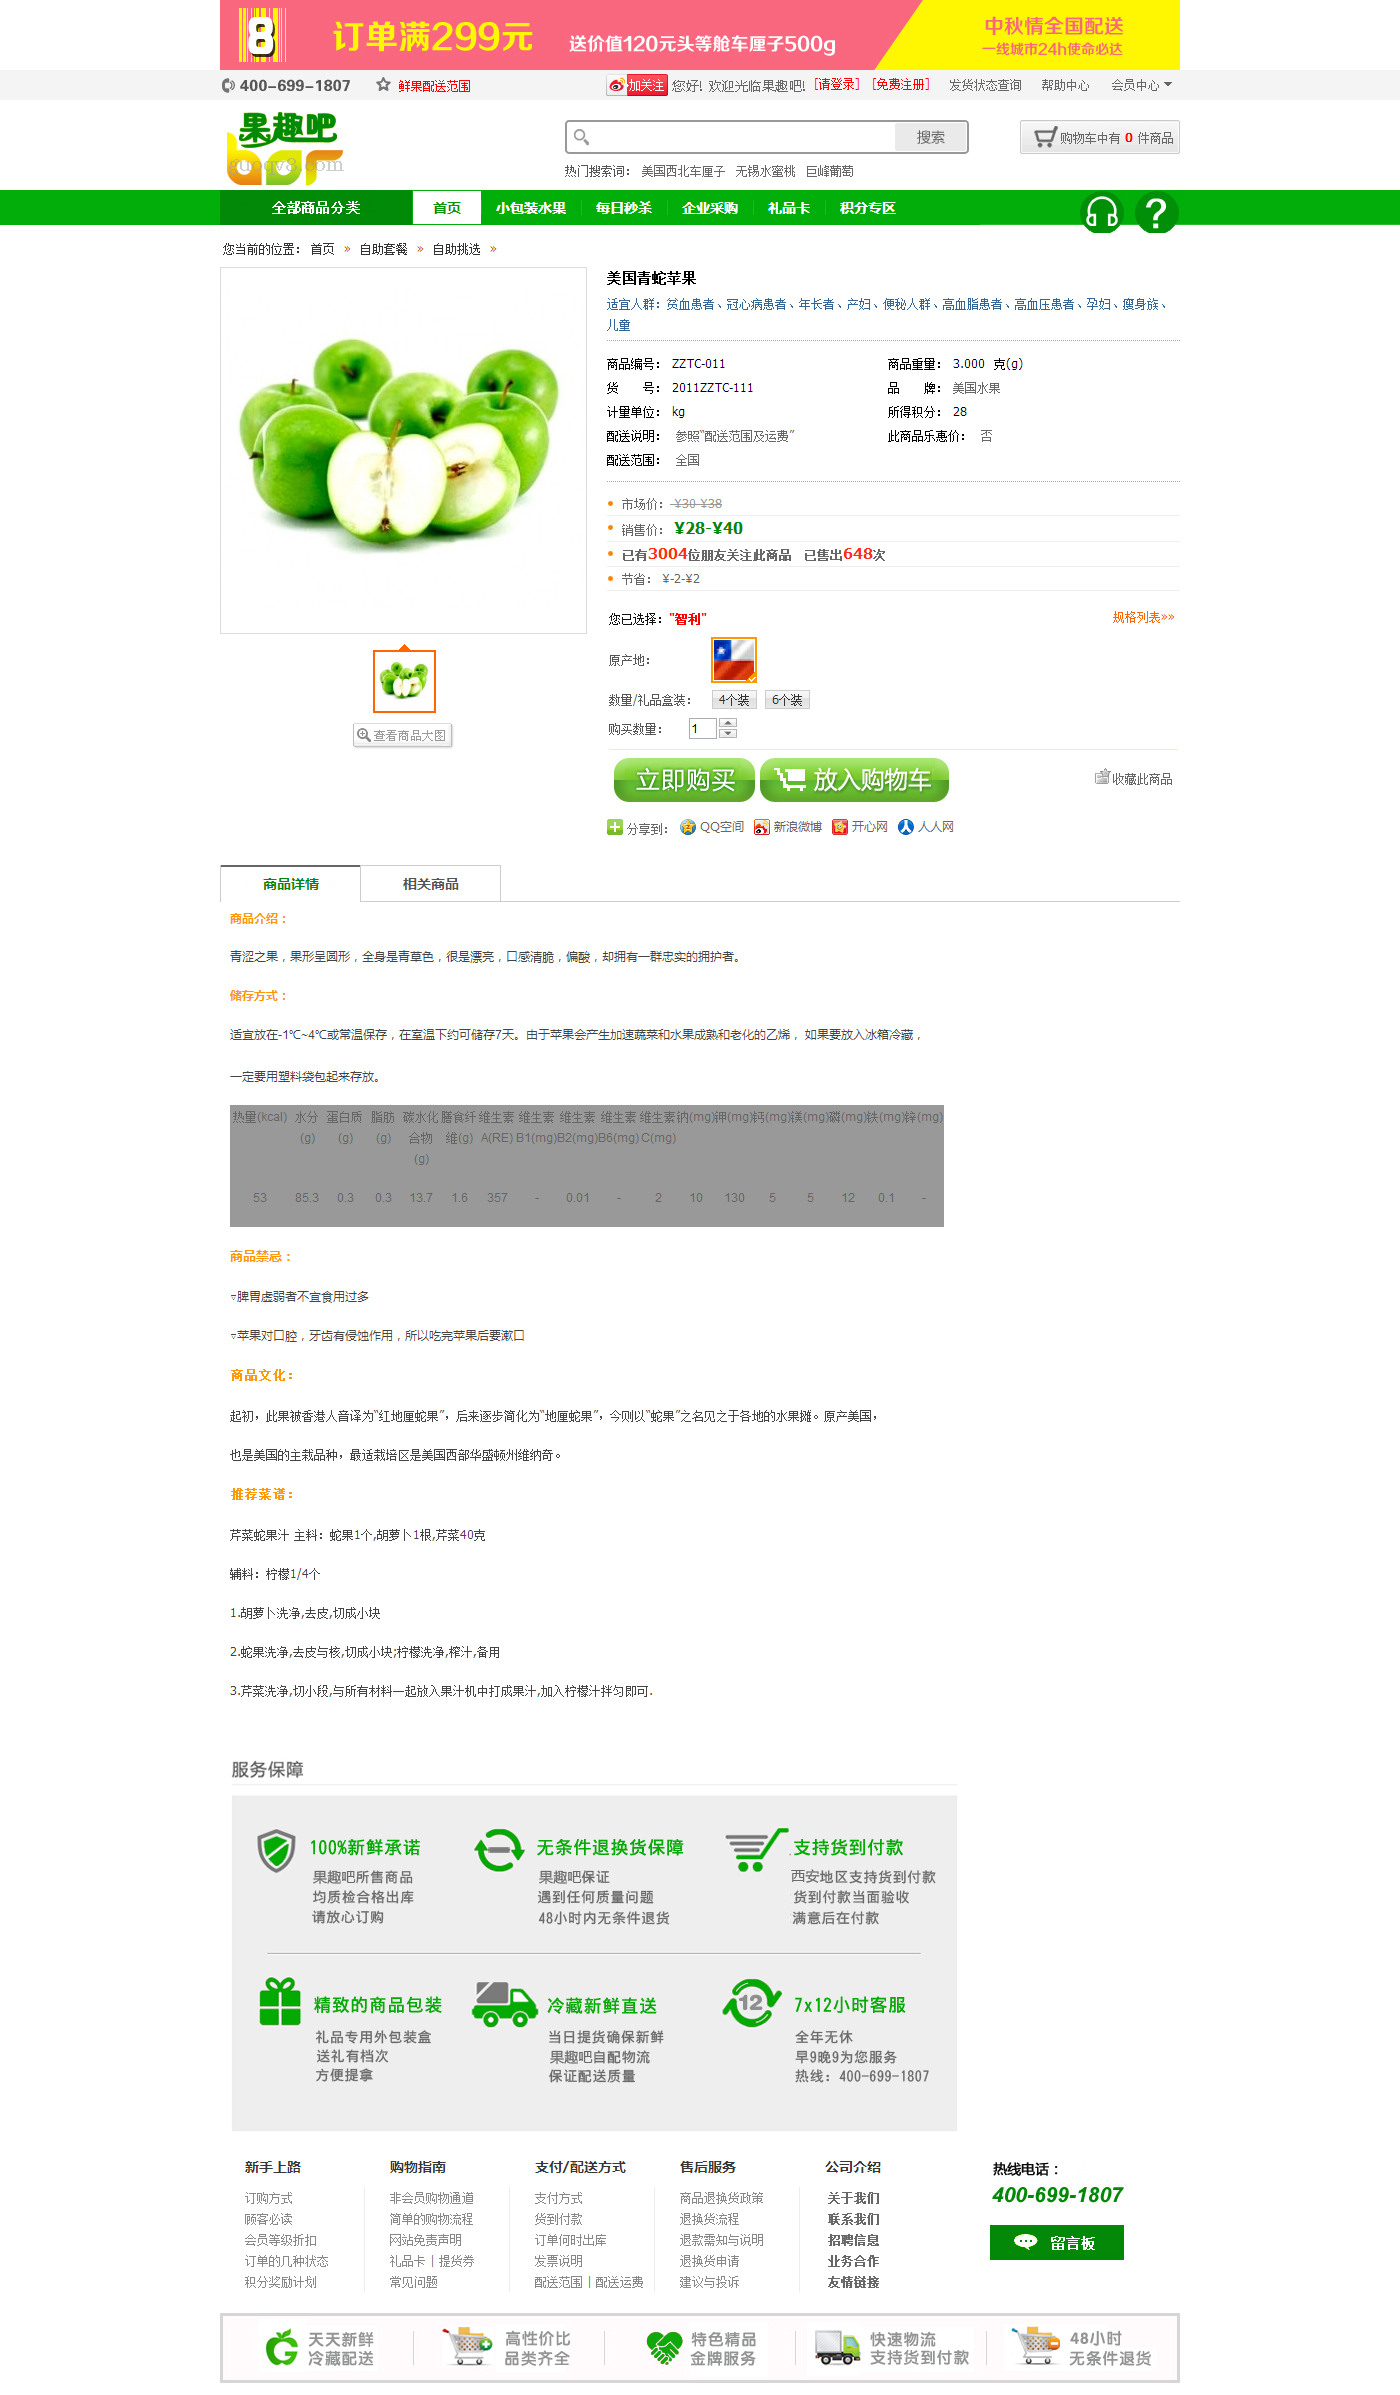 8 订单满299元 送价值120元头等舱车厘子500g 中秋情全国配送
一线城市24h使命必达
400-699-1807 鲜果配送范围 加关注 您好! 欢迎光临果趣吧! [请登录] [免费注册] 发货状态查询 帮助中心 会员中心
果趣吧
bar
guoqv8.com
搜索
购物车中有 0 件商品
热门搜索词： 美国西北车厘子 无锡水蜜桃 巨峰葡萄
全部商品分类 首页 小包装水果 每日秒杀 企业采购 礼品卡 积分专区
您当前的位置： 首页 » 自助套餐 » 自助挑选 »
美国青蛇苹果
适宜人群：贫血患者、冠心病患者、年长者、产妇、便秘人群、高血脂患者、高血压患者、孕妇、瘦身族、
儿童
商品编号： ZZTC-011 商品重量： 3.000 克(g)
货 号： 2011ZZTC-111 品 牌： 美国水果
计量单位： kg 所得积分： 28
配送说明： 参照“配送范围及运费” 此商品乐惠价： 否
配送范围： 全国
市场价： ¥30-¥38
销售价： ¥28-¥40
已有3004位朋友关注此商品 已售出648次
节省： ¥-2-¥2
您已选择："智利" 规格列表»»
原产地：
数量/礼品盒装： 4个装 6个装
购买数量： 1
查看商品大图
立即购买 放入购物车 收藏此商品
分享到： QQ空间 新浪微博 开心网 人人网
商品详情 相关商品
商品介绍：
青涩之果，果形呈圆形，全身是青草色，很是漂亮，口感清脆，偏酸，却拥有一群忠实的拥护者。
储存方式：
适宜放在-1℃~4℃或常温保存，在室温下约可储存7天。由于苹果会产生加速蔬菜和水果成熟和老化的乙烯， 如果要放入冰箱冷藏，
一定要用塑料袋包起来存放。
热量(kcal) 水分 蛋白质 脂肪 碳水化 膳食纤 维生素 维生素 维生素 维生素 维生素 钠(mg) 钾(mg) 钙(mg) 镁(mg) 磷(mg) 铁(mg) 锌(mg)
(g) (g) (g) 合物 维(g) A(RE) B1(mg) B2(mg) B6(mg) C(mg)
(g)
53 85.3 0.3 0.3 13.7 1.6 357 - 0.01 - 2 10 130 5 5 12 0.1 -
商品禁忌：
▿脾胃虚弱者不宜食用过多
▿苹果对口腔，牙齿有侵蚀作用，所以吃完苹果后要漱口
商品文化：
起初，此果被香港人音译为“红地厘蛇果”，后来逐步简化为“地厘蛇果”，今则以“蛇果”之名见之于各地的水果摊。原产美国，
也是美国的主栽品种，最适栽培区是美国西部华盛顿州维纳奇。
推荐菜谱：
芹菜蛇果汁 主料：蛇果1个,胡萝卜1根,芹菜40克
辅料：柠檬1/4个
1.胡萝卜洗净,去皮,切成小块
2.蛇果洗净,去皮与核,切成小块;柠檬洗净,榨汁,备用
3.芹菜洗净,切小段,与所有材料一起放入果汁机中打成果汁,加入柠檬汁拌匀即可.
服务保障
100%新鲜承诺 无条件退换货保障 支持货到付款
果趣吧所售商品 果趣吧保证 西安地区支持货到付款
均质检合格出库 遇到任何质量问题 货到付款当面验收
请放心订购 48小时内无条件退货 满意后在付款
精致的商品包装 冷藏新鲜直送 12 7x12小时客服
礼品专用外包装盒 当日提货确保新鲜 全年无休
送礼有档次 果趣吧自配物流 早9晚9为您服务
方便提拿 保证配送质量 热线：400-699-1807
新手上路 购物指南 支付/配送方式 售后服务 公司介绍 热线电话：
订购方式 非会员购物通道 支付方式 商品退换货政策 关于我们 400-699-1807
顾客必读 简单的购物流程 货到付款 退换货流程 联系我们
会员等级折扣 网站免责声明 订单何时出库 退款需知与说明 招聘信息 留言板
订单的几种状态 礼品卡丨提货券 发票说明 退换货申请 业务合作
积分奖励计划 常见问题 配送范围丨配送运费 建议与投诉 友情链接
天天新鲜 高性价比 特色精品 快速物流 48小时
冷藏配送 品类齐全 金牌服务 支持货到付款 无条件退货